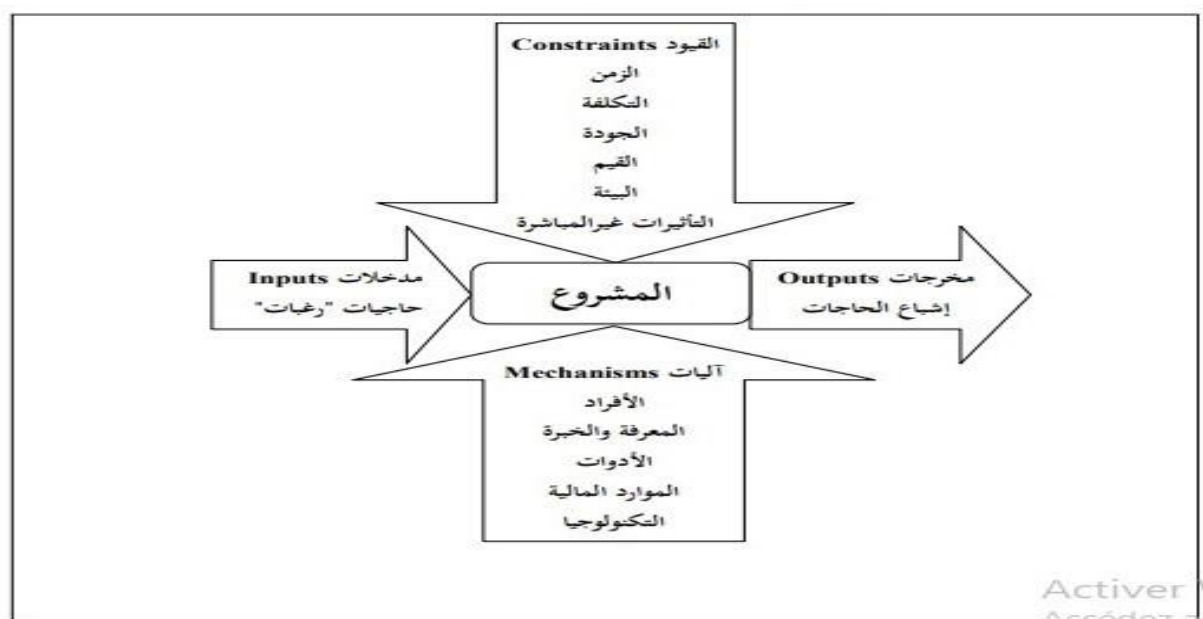 القيود Constraints
الزمن
التكلفة
الجودة
القيم
البيئة
التأثيرات غيرالمباشرة
مدخلات Inputs
حاجيات "رغبات"
المشروع
مخرجات Outputs
إشباع الحاجات
آليات Mechanisms
الأفراد
المعرفة والخبرة
الأدوات
الموارد المالية
التكنولوجيا
Activer